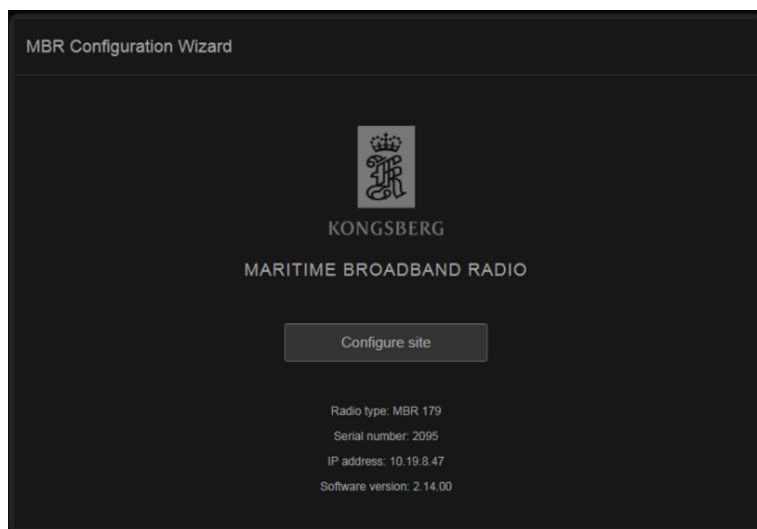 MBR Configuration Wizard
KONGSBERG
MARITIME BROADBAND RADIO
Configure site
Radio type: MBR 179
Serial number: 2095
IP address: 10.19.8.47
Software version: 2.14.00